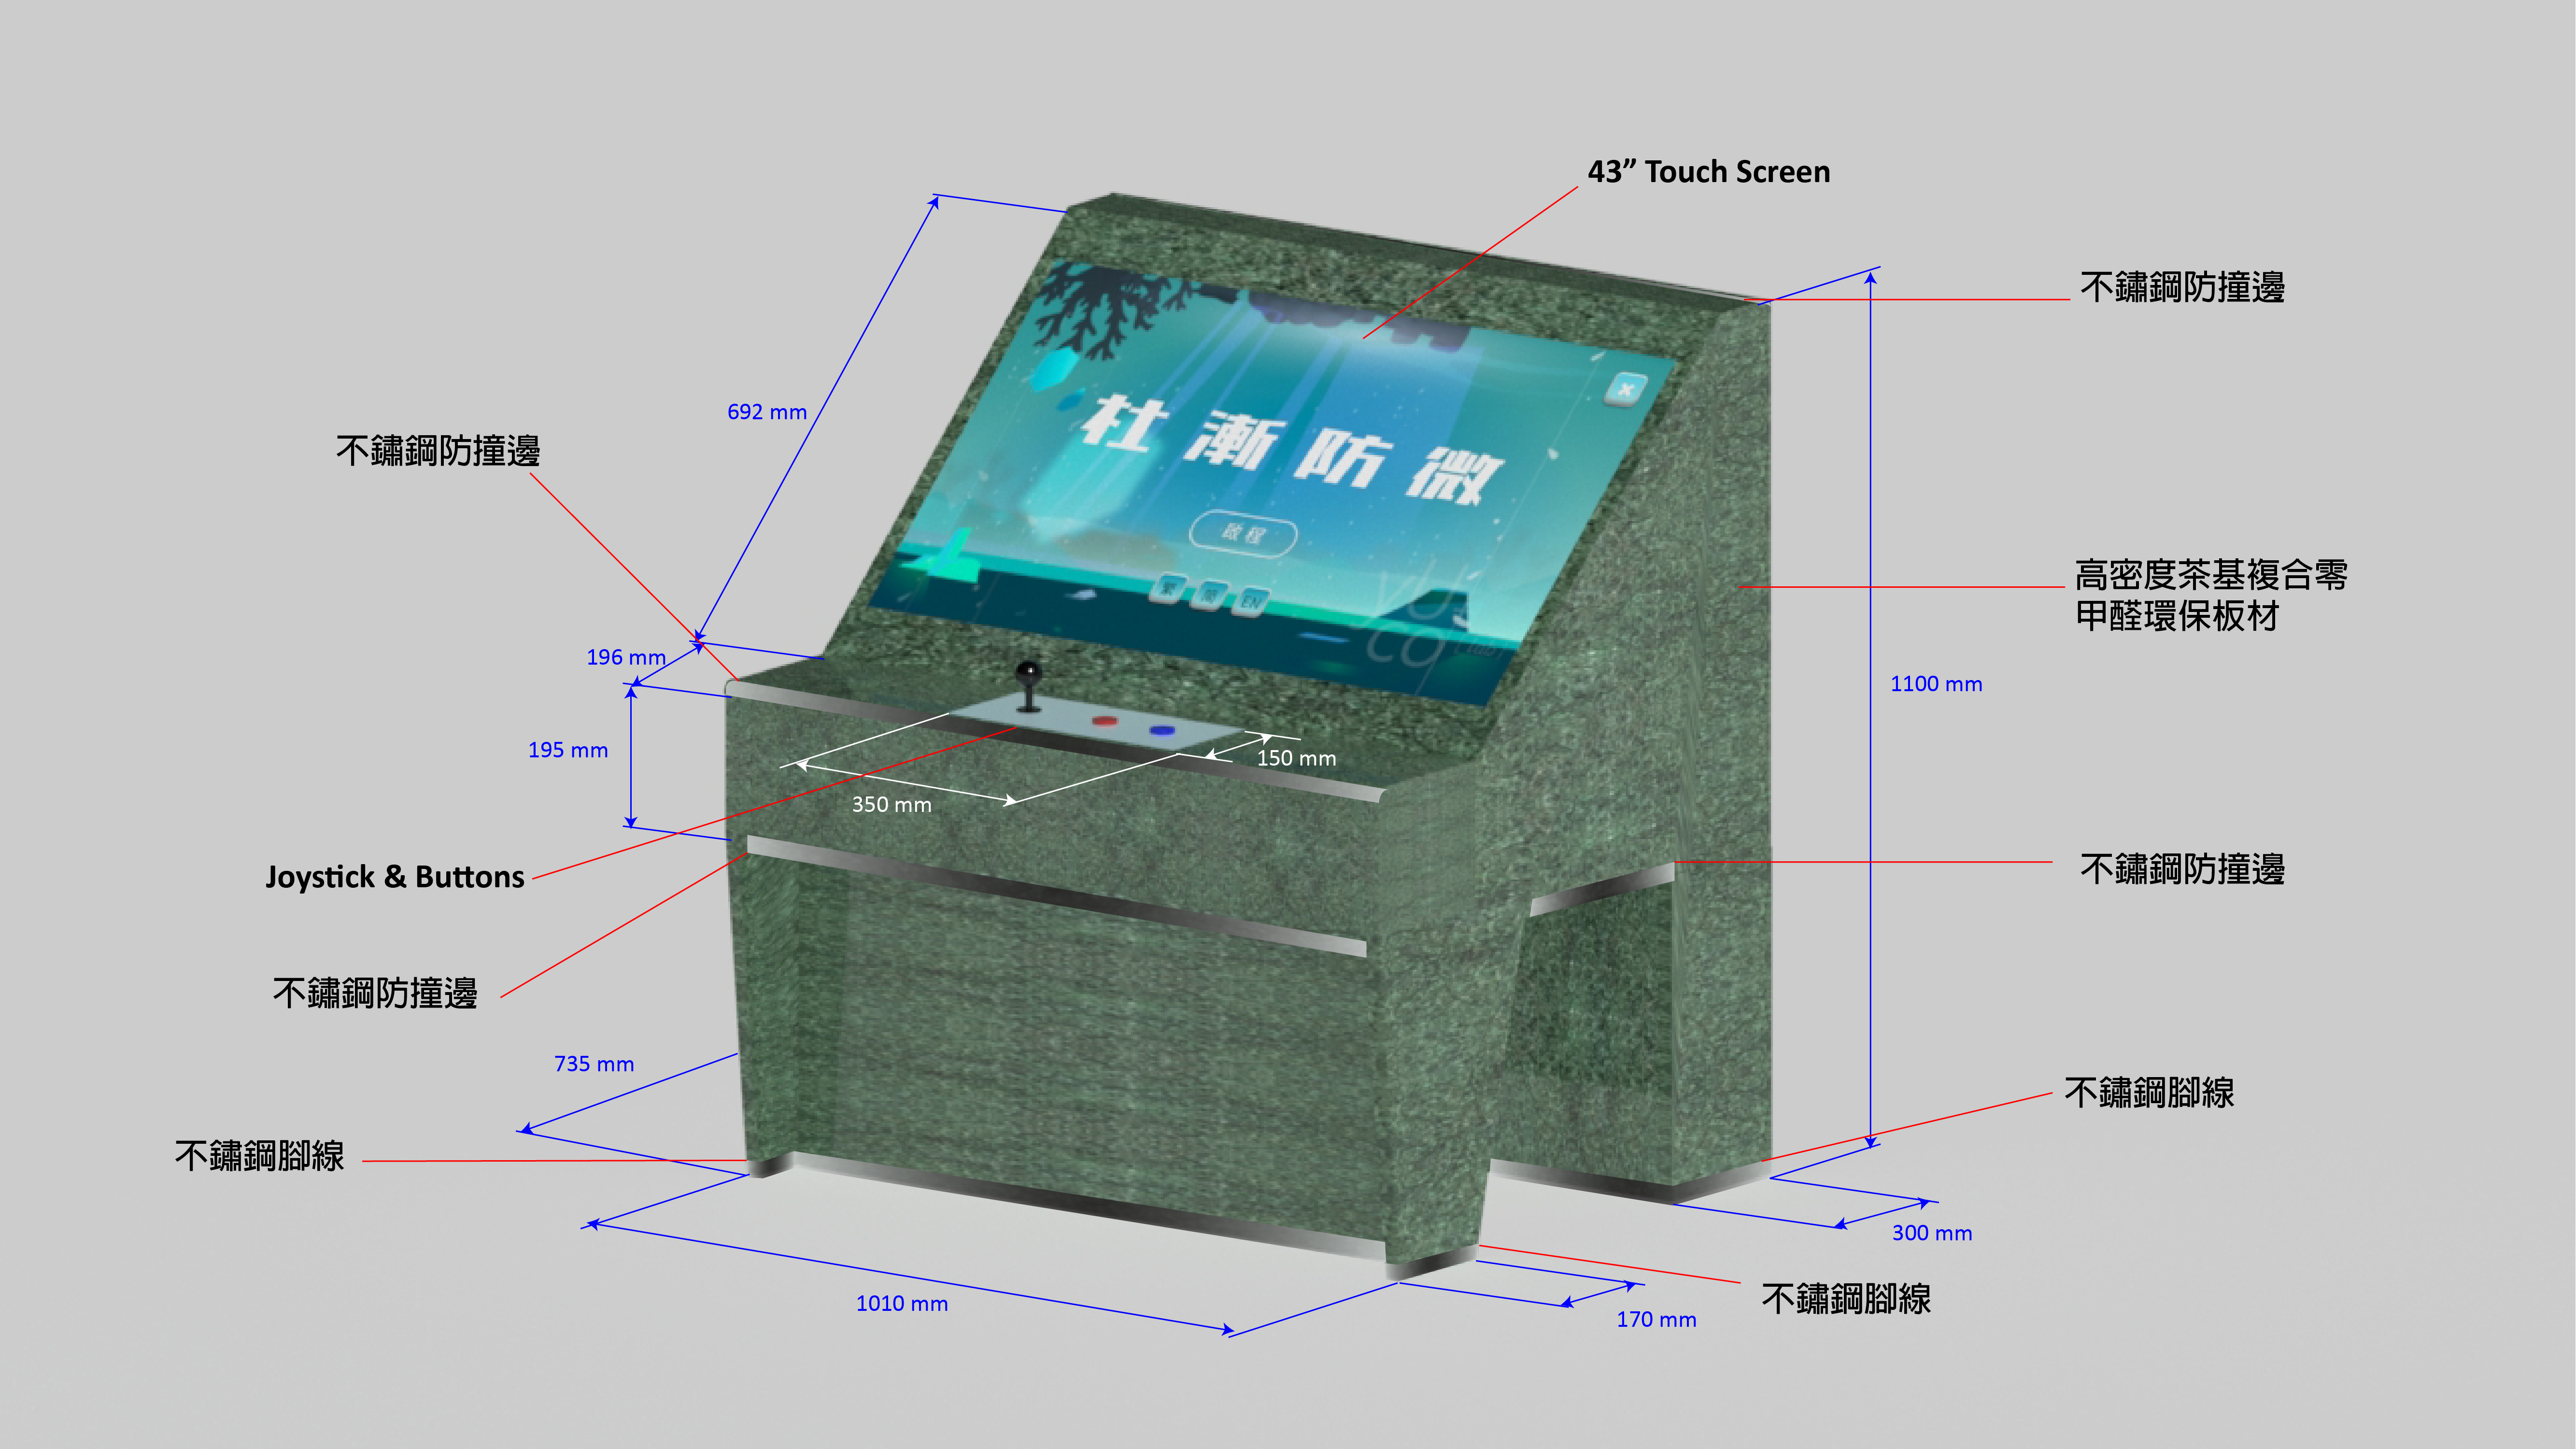 43” Touch Screen
不鏽鋼防撞邊
692 mm
不鏽鋼防撞邊
杜漸防微
啟程
繁 簡 EN
高密度茶基複合零
甲醛環保板材
196 mm
1100 mm
195 mm
150 mm
350 mm
Joystick & Buttons
不鏽鋼防撞邊
不鏽鋼防撞邊
735 mm
不鏽鋼腳線
不鏽鋼腳線
300 mm
1010 mm
170 mm
不鏽鋼腳線